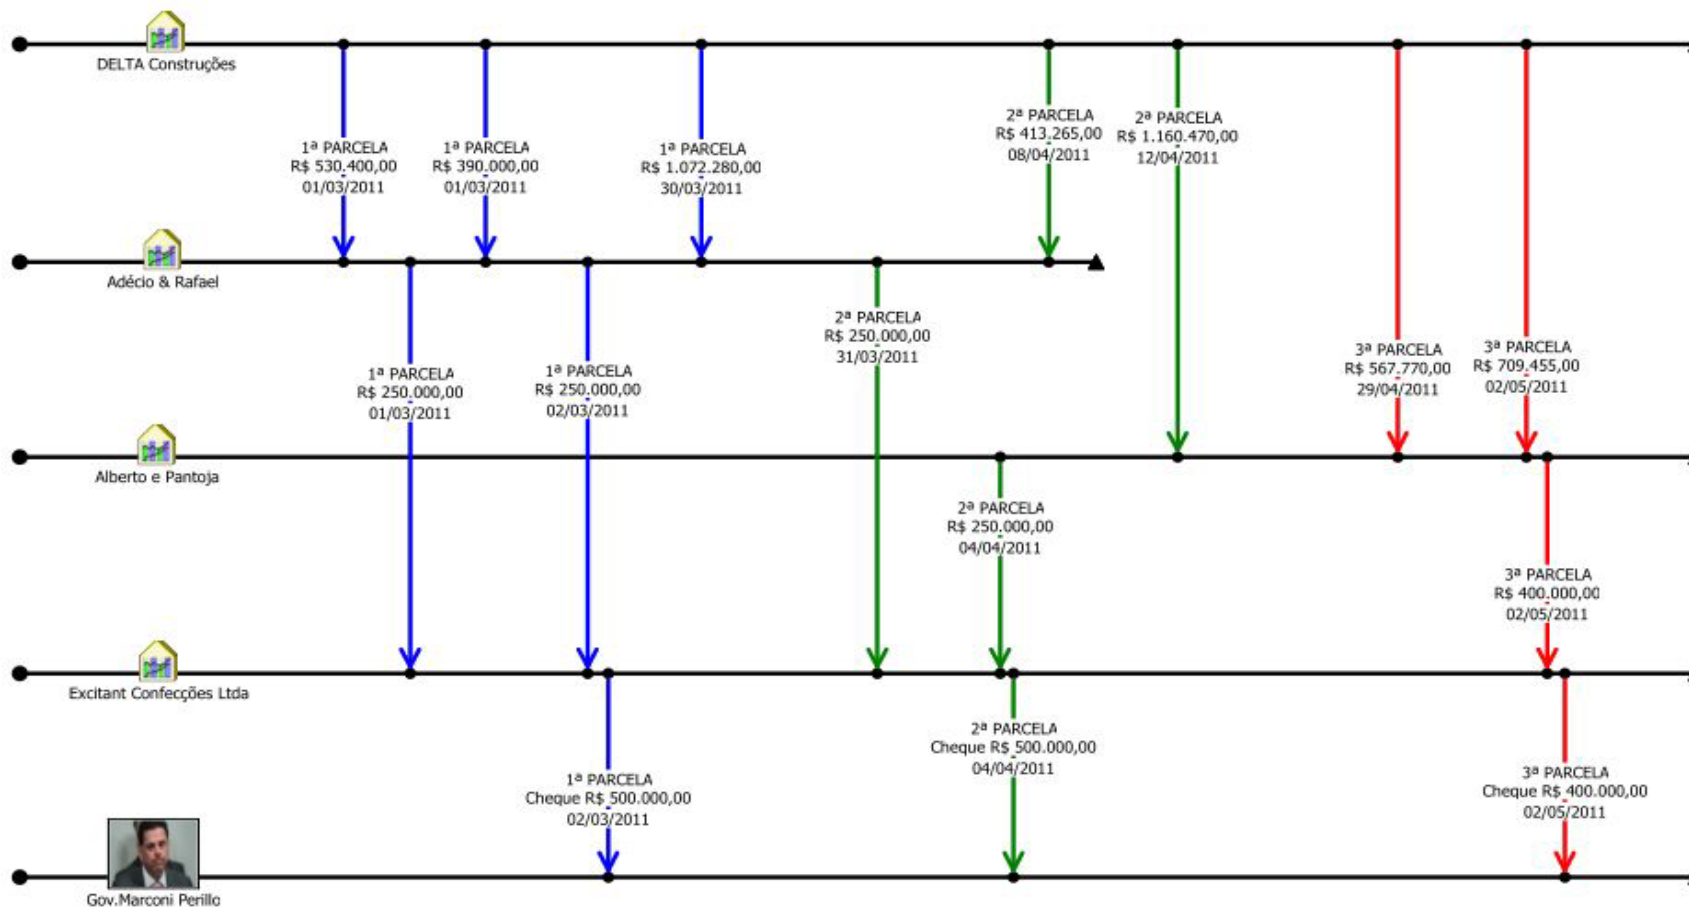 DELTA Construções
1ª PARCELA
R$ 530.400,00
01/03/2011
1ª PARCELA
R$ 390.000,00
01/03/2011
1ª PARCELA
R$ 1.072.280,00
30/03/2011
2ª PARCELA
R$ 413.265,00
08/04/2011
2ª PARCELA
R$ 1.160.470,00
12/04/2011
Adécio & Rafael
1ª PARCELA
R$ 250.000,00
01/03/2011
1ª PARCELA
R$ 250.000,00
02/03/2011
2ª PARCELA
R$ 250.000,00
31/03/2011
3ª PARCELA
R$ 567.770,00
29/04/2011
3ª PARCELA
R$ 709.455,00
02/05/2011
Alberto e Pantoja
2ª PARCELA
R$ 250.000,00
04/04/2011
3ª PARCELA
R$ 400.000,00
02/05/2011
Excitant Confecções Ltda
1ª PARCELA
Cheque R$ 500.000,00
02/03/2011
2ª PARCELA
Cheque R$ 500.000,00
04/04/2011
3ª PARCELA
Cheque R$ 400.000,00
02/05/2011
Gov.Marconi Perillo